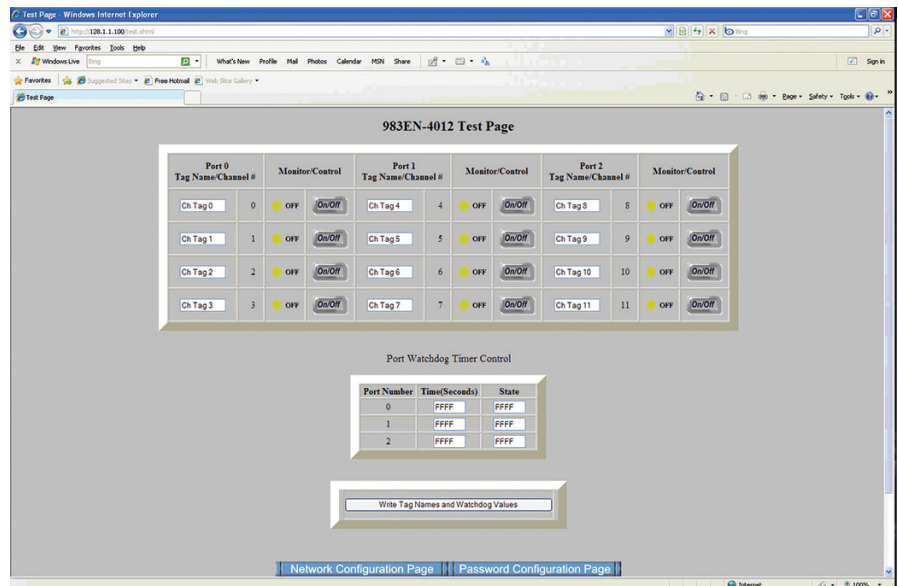 Test Page - Windows Internet Explorer
http://128.1.1.100/test.shtml
Bing
File Edit View Favorites Tools Help
X Windows Live Bing What's New Profile Mail Photos Calendar MSN Share Sign in
Favorites Suggested Sites Free Hotmail Web Slice Gallery
Test Page Page Safety Tools
983EN-4012 Test Page
Port 0 Tag Name/Channel # Monitor/Control Port 1 Tag Name/Channel # Monitor/Control Port 2 Tag Name/Channel # Monitor/Control
Ch Tag 0 0 OFF On/Off Ch Tag 4 4 OFF On/Off Ch Tag 8 8 OFF On/Off
Ch Tag 1 1 OFF On/Off Ch Tag 5 5 OFF On/Off Ch Tag 9 9 OFF On/Off
Ch Tag 2 2 OFF On/Off Ch Tag 6 6 OFF On/Off Ch Tag 10 10 OFF On/Off
Ch Tag 3 3 OFF On/Off Ch Tag 7 7 OFF On/Off Ch Tag 11 11 OFF On/Off
Port Watchdog Timer Control
Port Number Time(Seconds) State
0 FFFF FFFF
1 FFFF FFFF
2 FFFF FFFF
Write Tag Names and Watchdog Values
Network Configuration Page Password Configuration Page
Internet 100%